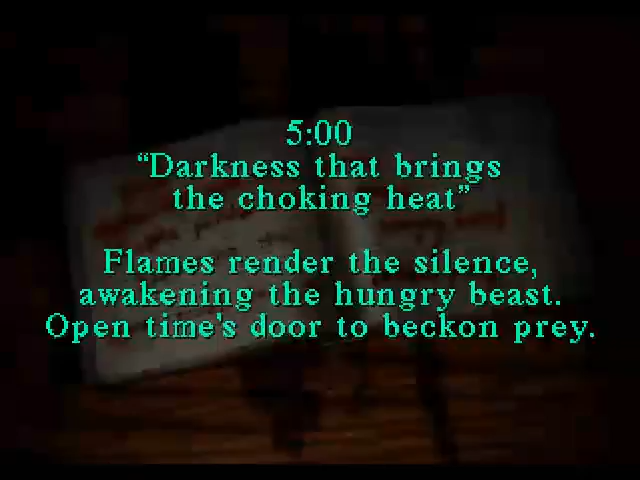 5:00
“Darkness that brings
the choking heat”
Flames render the silence,
awakening the hungry beast.
Open time's door to beckon prey.